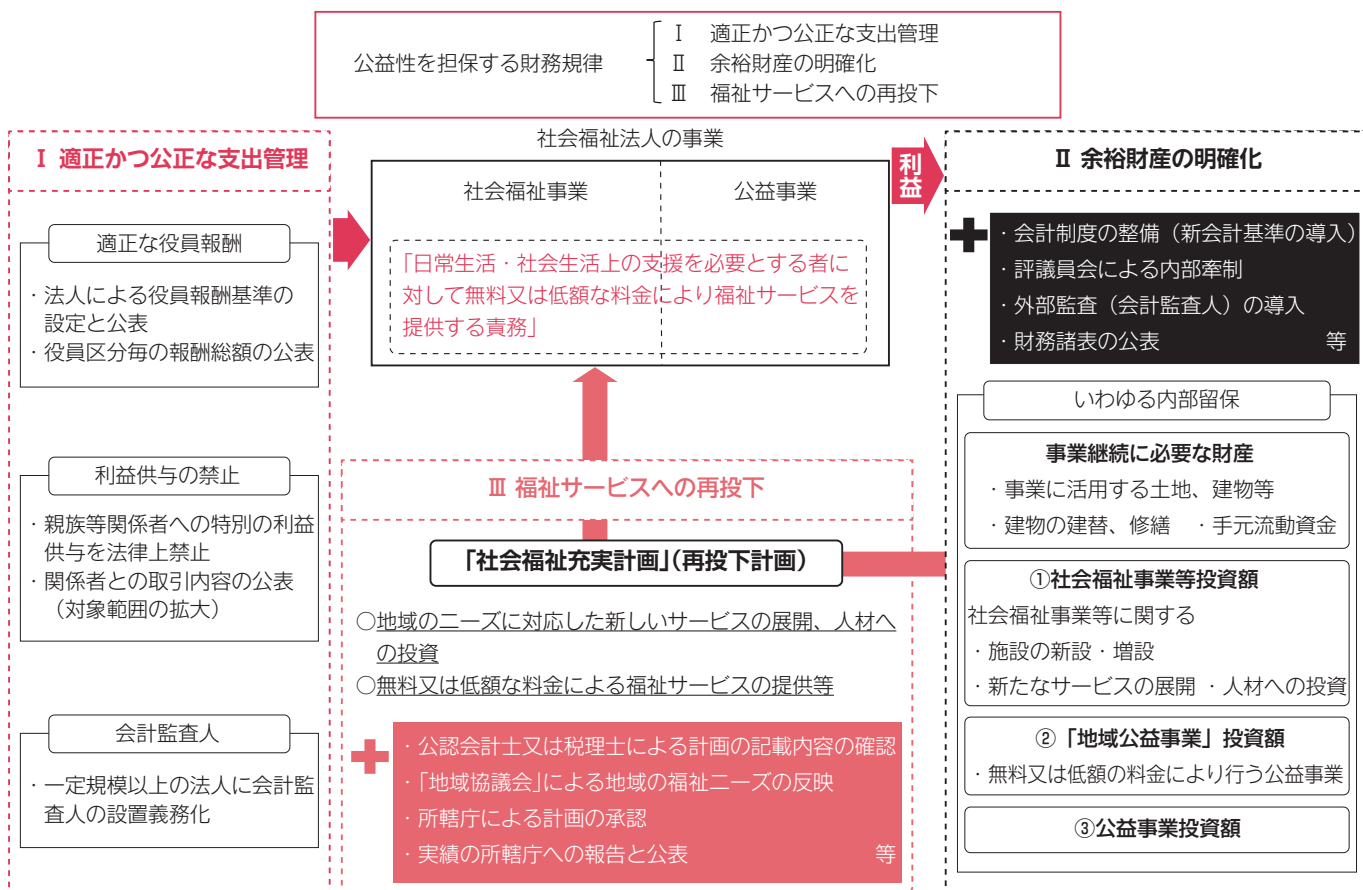 公益性を担保する財務規律
Ⅰ 適正かつ公正な支出管理
Ⅱ 余裕財産の明確化
Ⅲ 福祉サービスへの再投下
Ⅰ 適正かつ公正な支出管理
適正な役員報酬
・法人による役員報酬基準の
設定と公表
・役員区分毎の報酬総額の公表
利益供与の禁止
・親族等関係者への特別の利益
供与を法律上禁止
・関係者との取引内容の公表
（対象範囲の拡大）
会計監査人
・一定規模以上の法人に会計監
査人の設置義務化
社会福祉法人の事業
社会福祉事業
公益事業
「日常生活・社会生活上の支援を必要とする者に
対して無料又は低額な料金により福祉サービスを
提供する責務」
利益
Ⅲ 福祉サービスへの再投下
「社会福祉充実計画」（再投下計画）
○地域のニーズに対応した新しいサービスの展開、人材へ
の投資
○無料又は低額な料金による福祉サービスの提供等
・公認会計士又は税理士による計画の記載内容の確認
・「地域協議会」による地域の福祉ニーズの反映
・所轄庁による計画の承認
・実績の所轄庁への報告と公表 等
Ⅱ 余裕財産の明確化
・会計制度の整備（新会計基準の導入）
・評議員会による内部牽制
・外部監査（会計監査人）の導入
・財務諸表の公表 等
いわゆる内部留保
事業継続に必要な財産
・事業に活用する土地、建物等
・建物の建替、修繕 ・手元流動資金
①社会福祉事業等投資額
社会福祉事業等に関する
・施設の新設・増設
・新たなサービスの展開 ・人材への投資
②「地域公益事業」投資額
・無料又は低額の料金により行う公益事業
③公益事業投資額